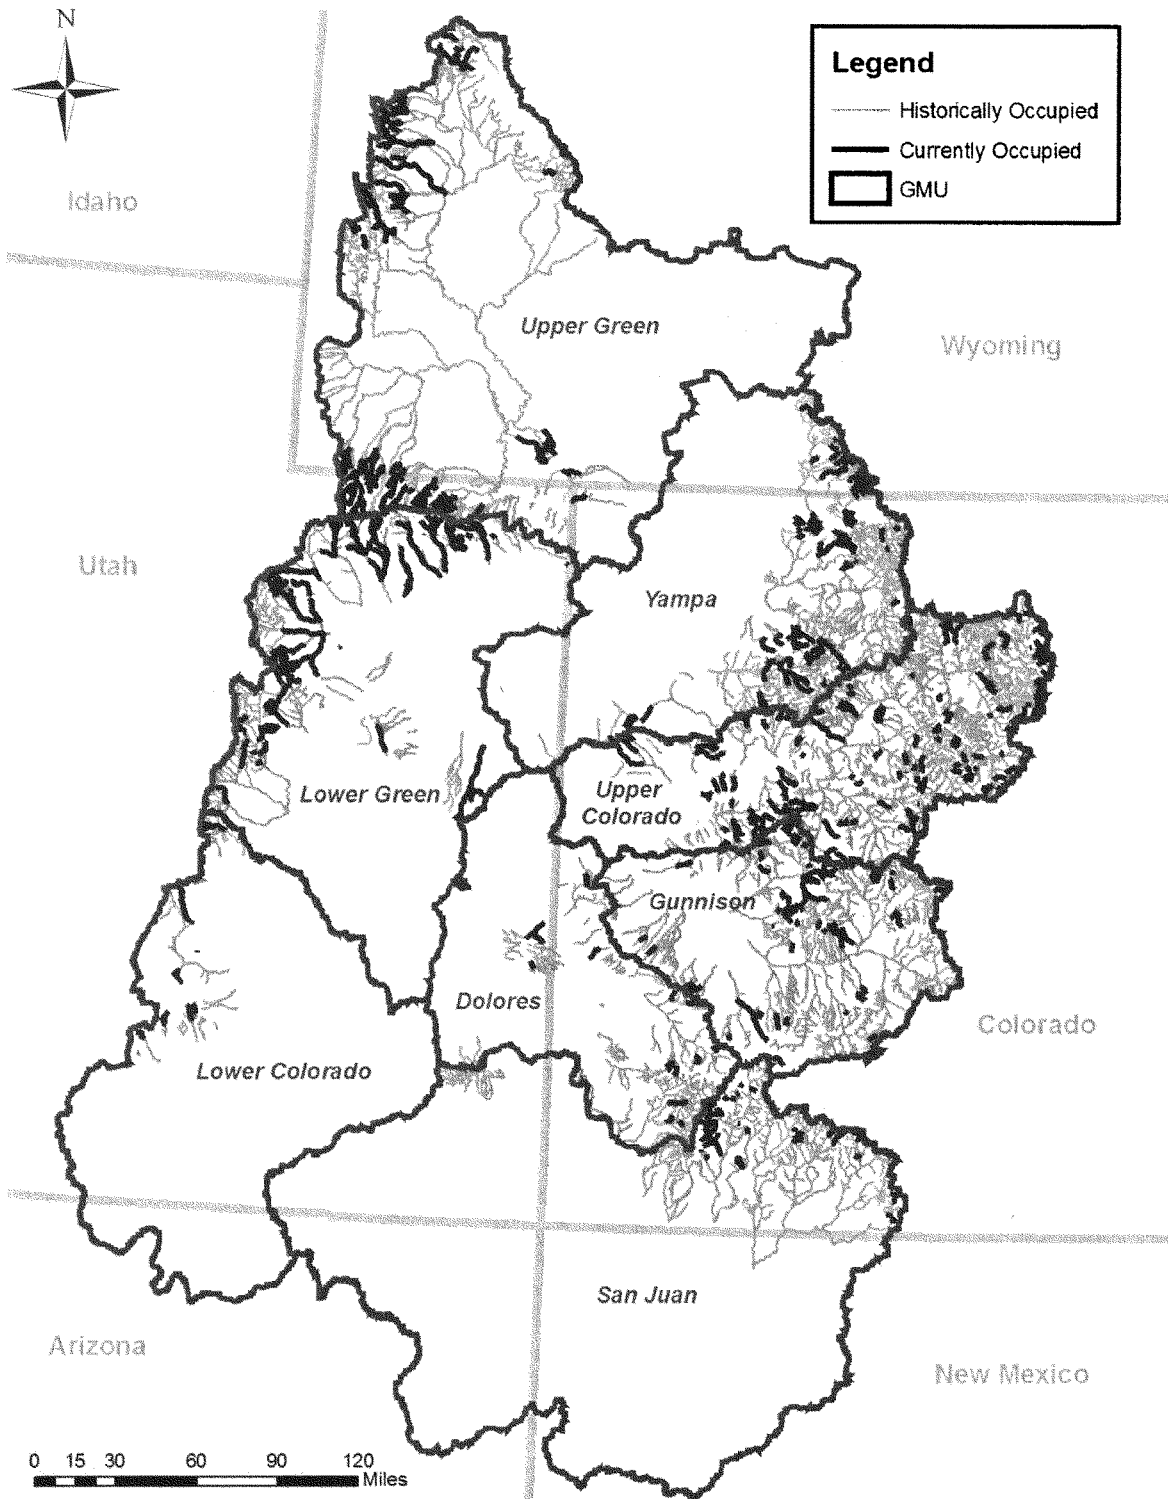 N
Legend
Historically Occupied
Currently Occupied
GMU
Idaho
Upper Green
Wyoming
Utah
Yampa
Lower Green
Upper
Colorado
Gunnison
Dolores
Colorado
Lower Colorado
San Juan
Arizona
New Mexico
0 15 30 60 90 120
Miles